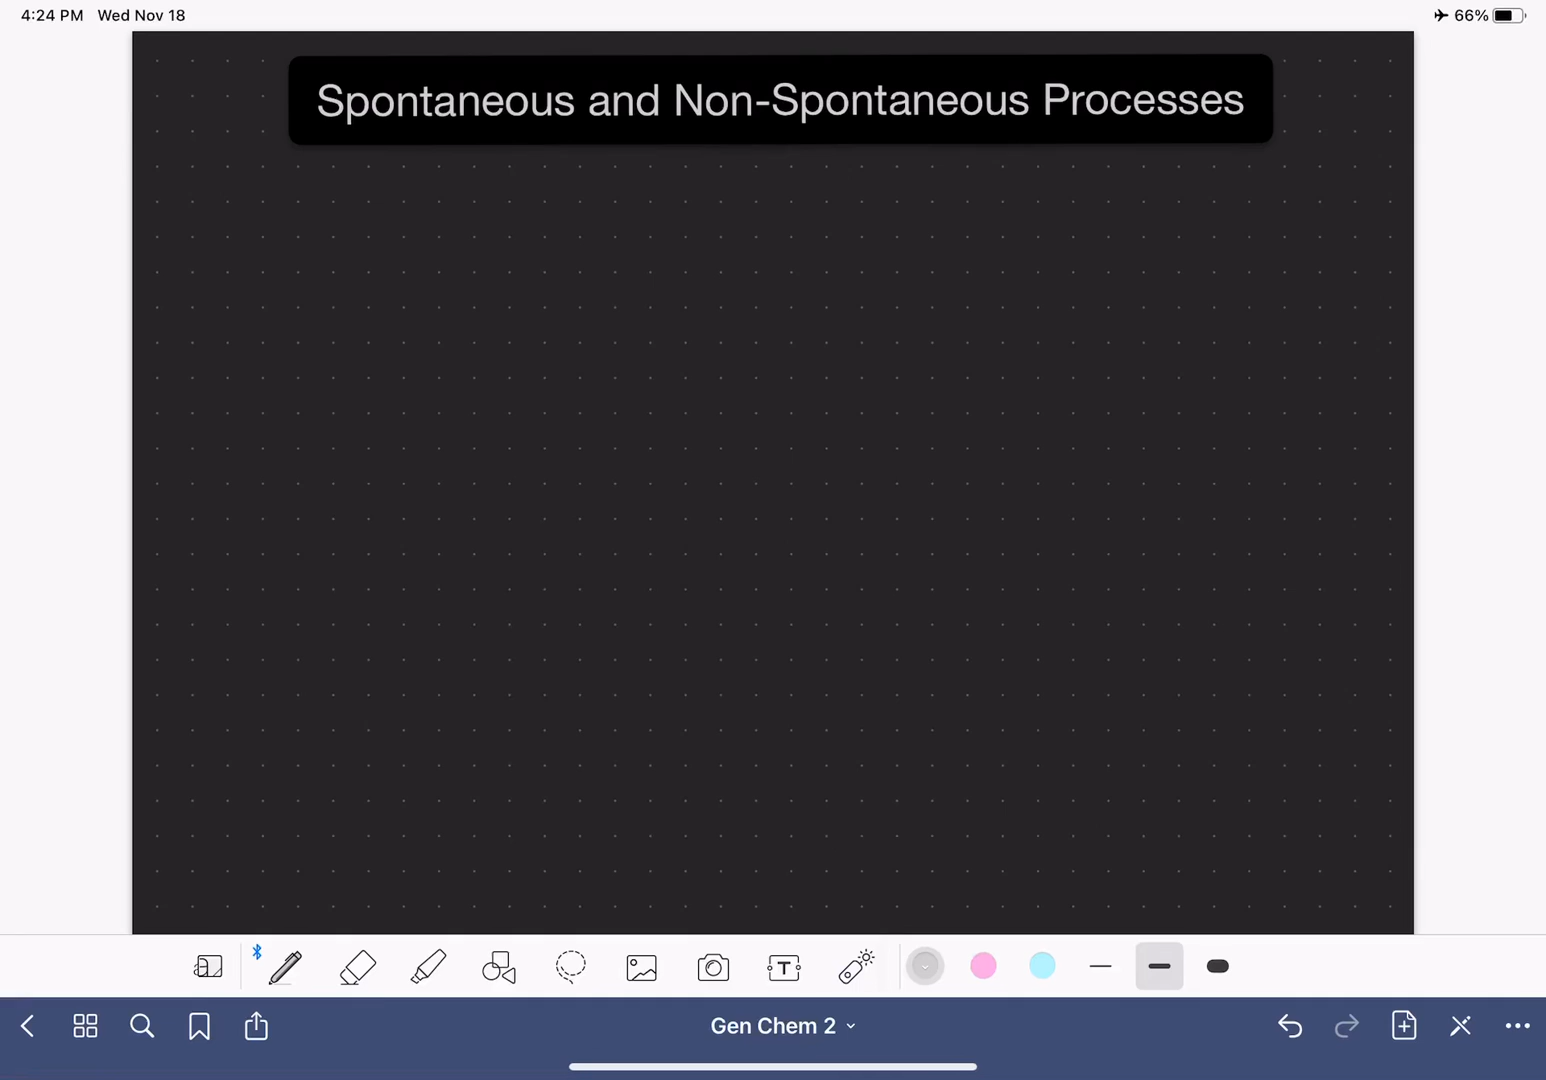 4:24 PM Wed Nov 18
66%
Spontaneous and Non-Spontaneous Processes
T
Gen Chem 2